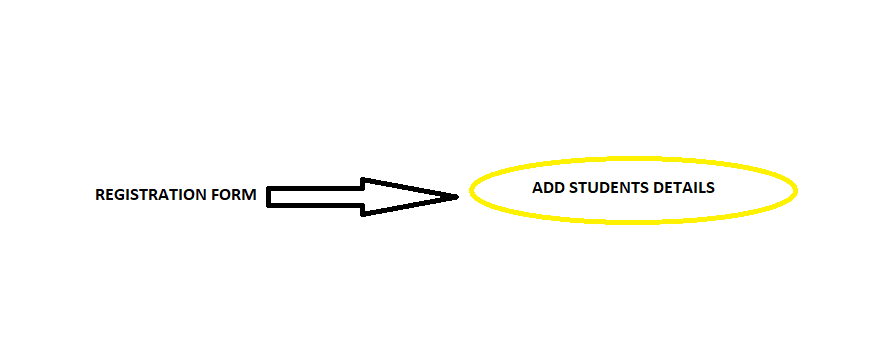 REGISTRATION FORM
ADD STUDENTS DETAILS